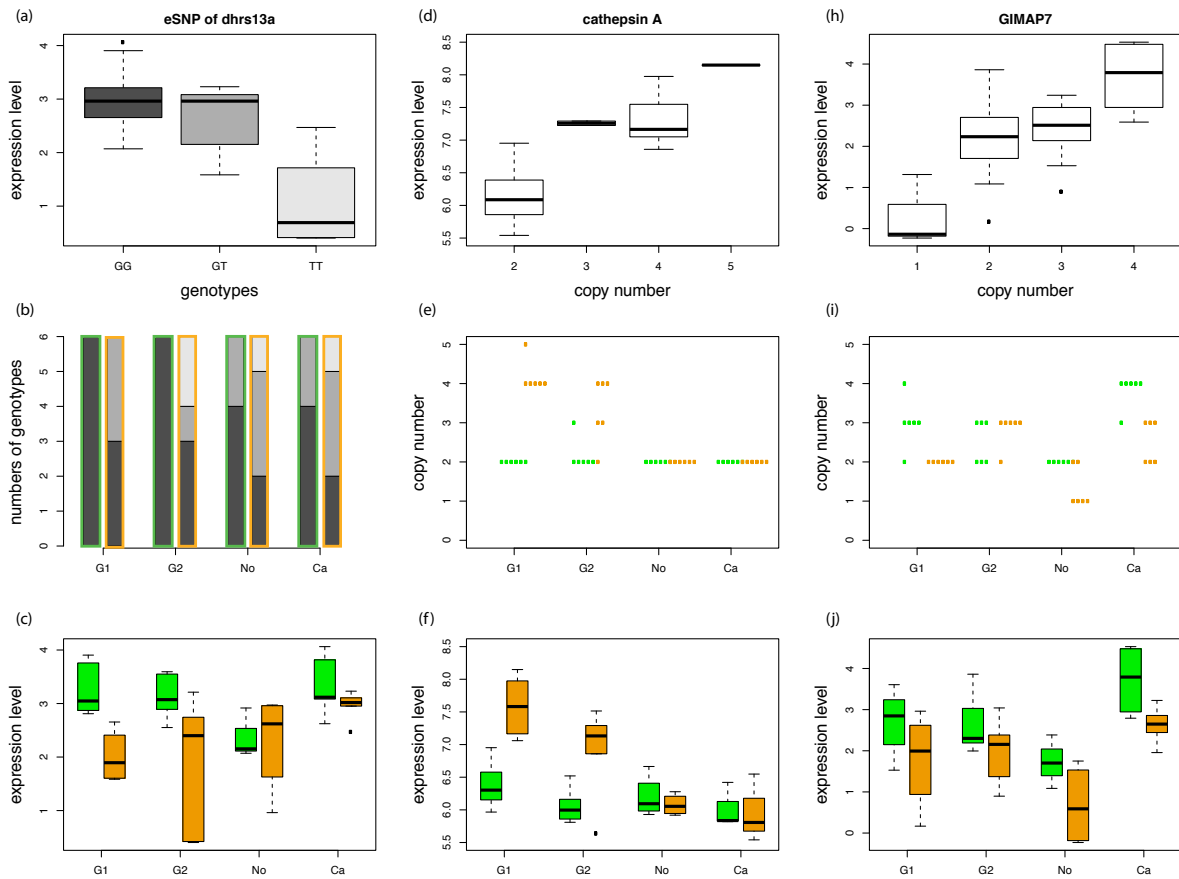 (a)
eSNP of dhrs13a
expression level
4
3
2
1
GG GT TT
genotypes
(d)
cathepsin A
expression level
8.5
8.0
7.5
7.0
6.5
6.0
5.5
2 3 4 5
copy number
(h)
GIMAP7
expression level
4
3
2
1
0
1 2 3 4
copy number
(b)
numbers of genotypes
6
5
4
3
2
1
0
G1 G2 No Ca
(e)
copy number
5
4
3
2
1
0
G1 G2 No Ca
(i)
copy number
5
4
3
2
1
0
G1 G2 No Ca
(c)
expression level
4
3
2
1
G1 G2 No Ca
(f)
expression level
8.5
8.0
7.5
7.0
6.5
6.0
5.5
G1 G2 No Ca
(j)
expression level
4
3
2
1
0
G1 G2 No Ca